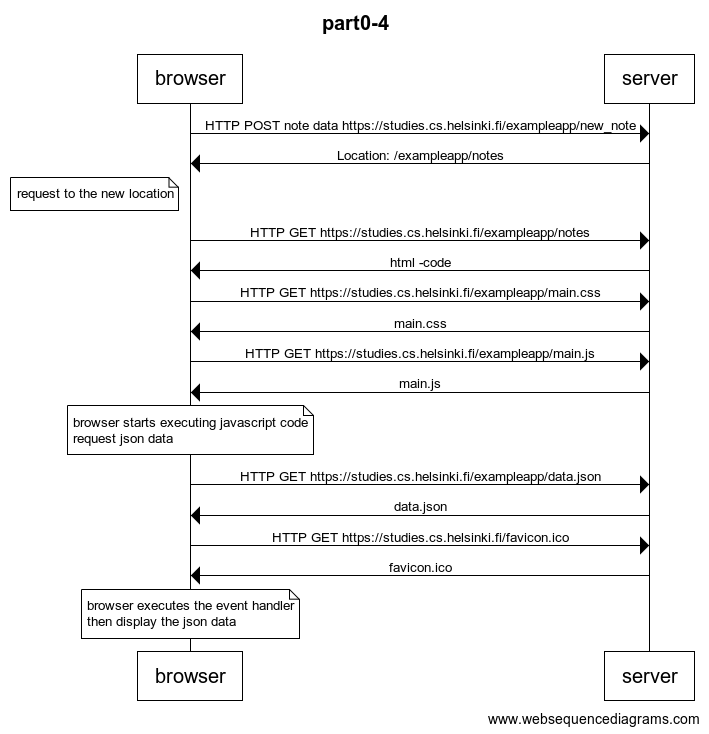 part0-4
browser
server
HTTP POST note data https://studies.cs.helsinki.fi/exampleapp/new_note
Location: /exampleapp/notes
request to the new location
HTTP GET https://studies.cs.helsinki.fi/exampleapp/notes
html -code
HTTP GET https://studies.cs.helsinki.fi/exampleapp/main.css
main.css
HTTP GET https://studies.cs.helsinki.fi/exampleapp/main.js
main.js
browser starts executing javascript code
request json data
HTTP GET https://studies.cs.helsinki.fi/exampleapp/data.json
data.json
HTTP GET https://studies.cs.helsinki.fi/favicon.ico
favicon.ico
browser executes the event handler
then display the json data
browser
server
www.websequencediagrams.com